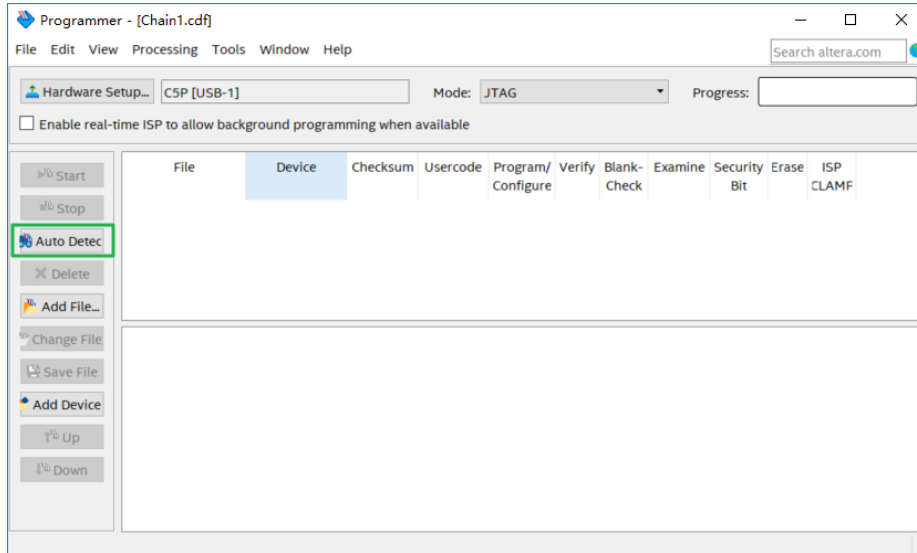 Programmer - [Chain1.cdf]
File Edit View Processing Tools Window Help
Search altera.com
Hardware Setup... C5P [USB-1] Mode: JTAG Progress:
Enable real-time ISP to allow background programming when available
File Device Checksum Usercode Program/ Verify Blank- Examine Security Erase ISP
Configure Check Bit CLAMF
Start
Stop
Auto Detec
Delete
Add File...
Change File
Save File
Add Device
Up
Down